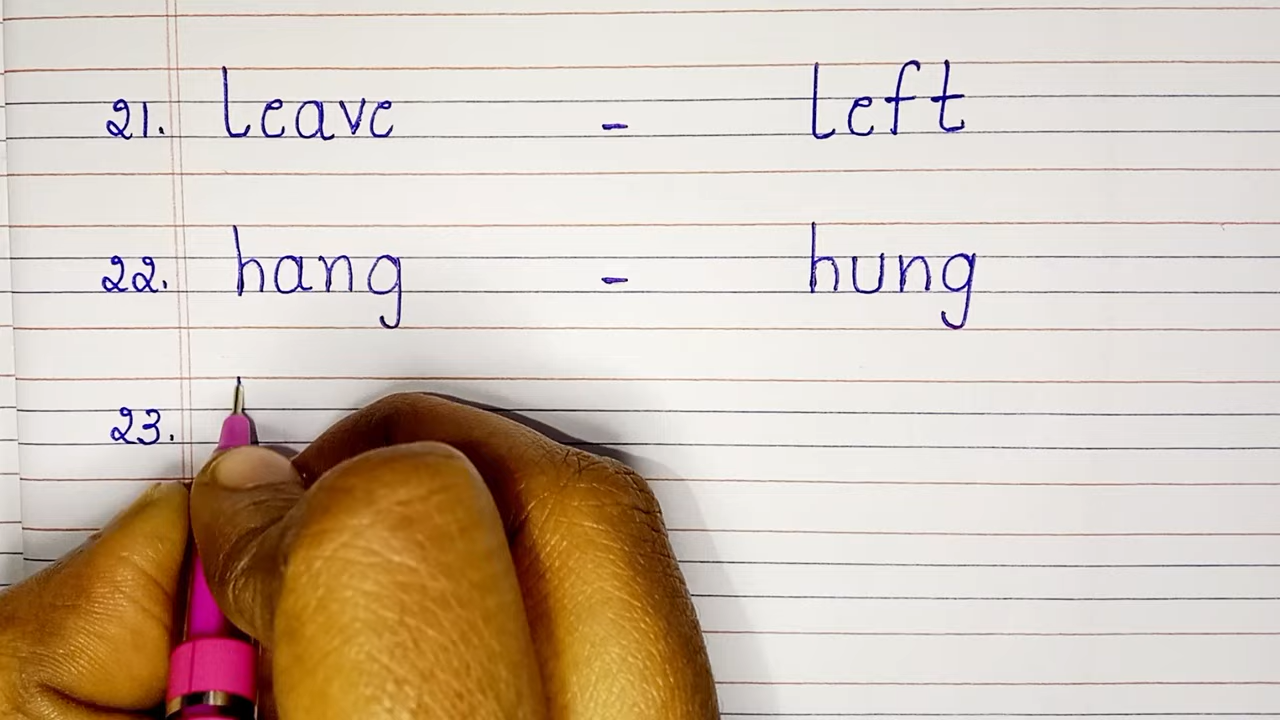 21. leave - left
22. hang - hung
23.